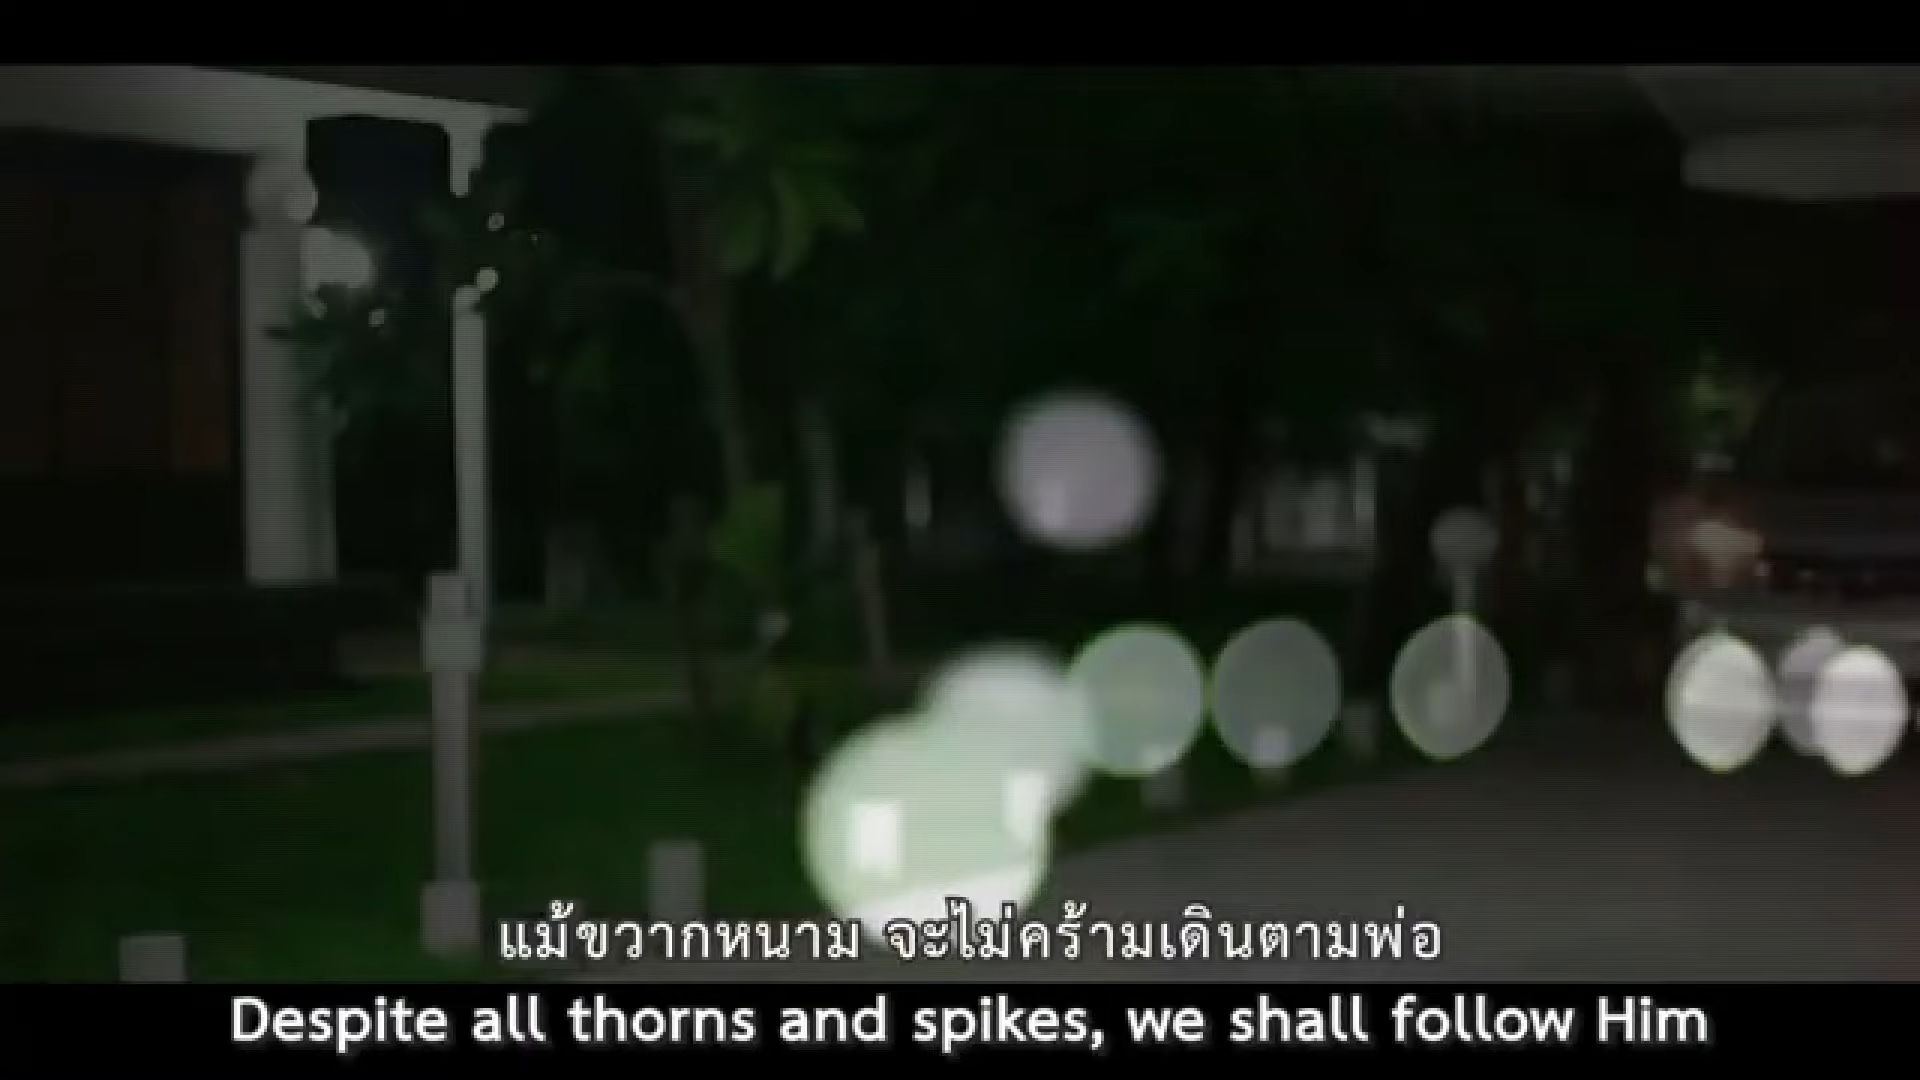 แม้ขวากหนาม จะไม่คร้ามเดินตามพ่อ
Despite all thorns and spikes, we shall follow Him